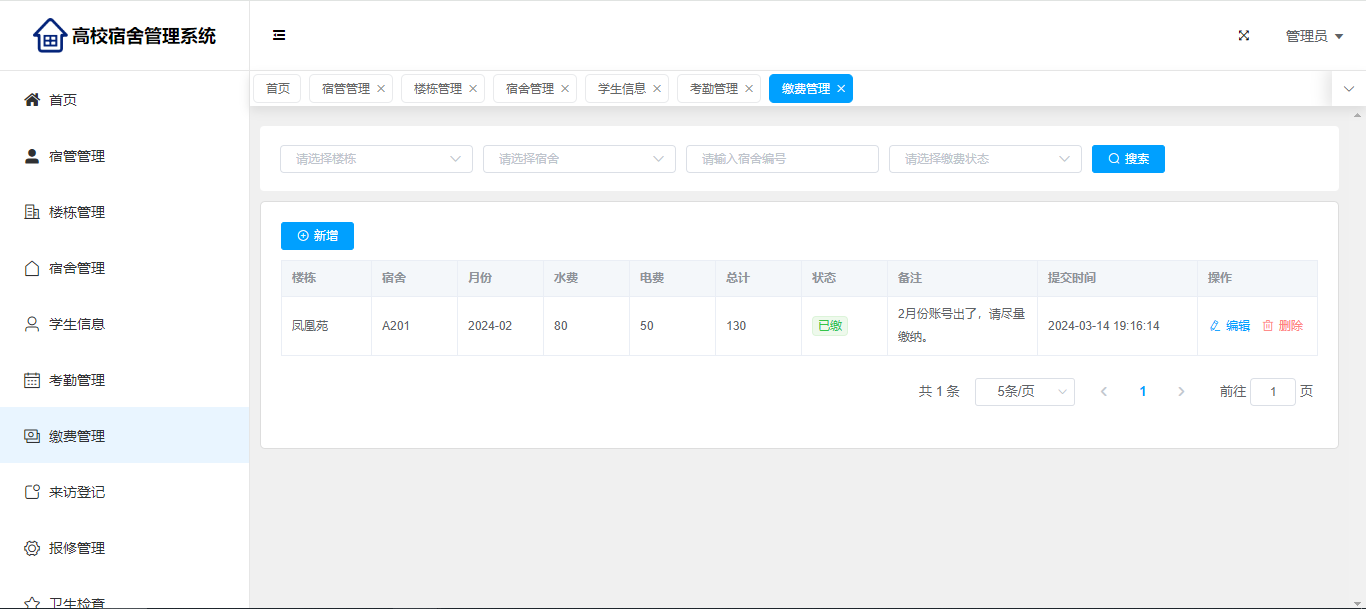 高校宿舍管理系统
管理员
首页
宿管管理
楼栋管理
宿舍管理
学生信息
考勤管理
缴费管理
首页
宿管管理
楼栋管理
宿舍管理
学生信息
考勤管理
缴费管理
来访登记
报修管理
卫生检查
请选择楼栋
请选择宿舍
请输入宿舍编号
请选择缴费状态
搜索
新增
楼栋 宿舍 月份 水费 电费 总计 状态 备注 提交时间 操作
凤凰苑 A201 2024-02 80 50 130 已缴 2月份账号出了，请尽量
缴纳。 2024-03-14 19:16:14 编辑 删除
共 1 条 5条/页 1 前往 1 页